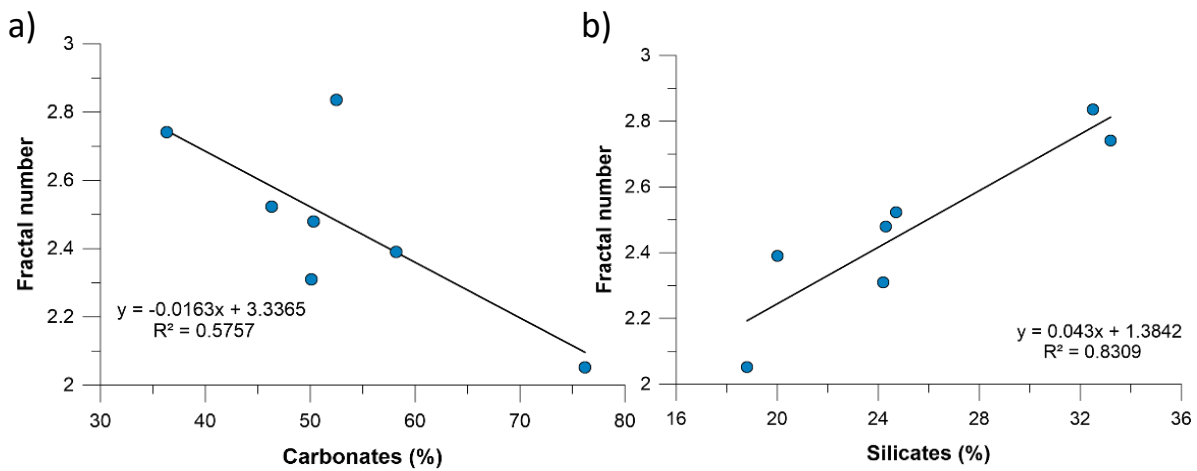 a)
3
2.8
2.6
2.4
2.2
2
Fractal number
y = -0.0163x + 3.3365
R² = 0.5757
30 40 50 60 70 80
Carbonates (%)
b)
3
2.8
2.6
2.4
2.2
2
Fractal number
y = 0.043x + 1.3842
R² = 0.8309
16 20 24 28 32 36
Silicates (%)